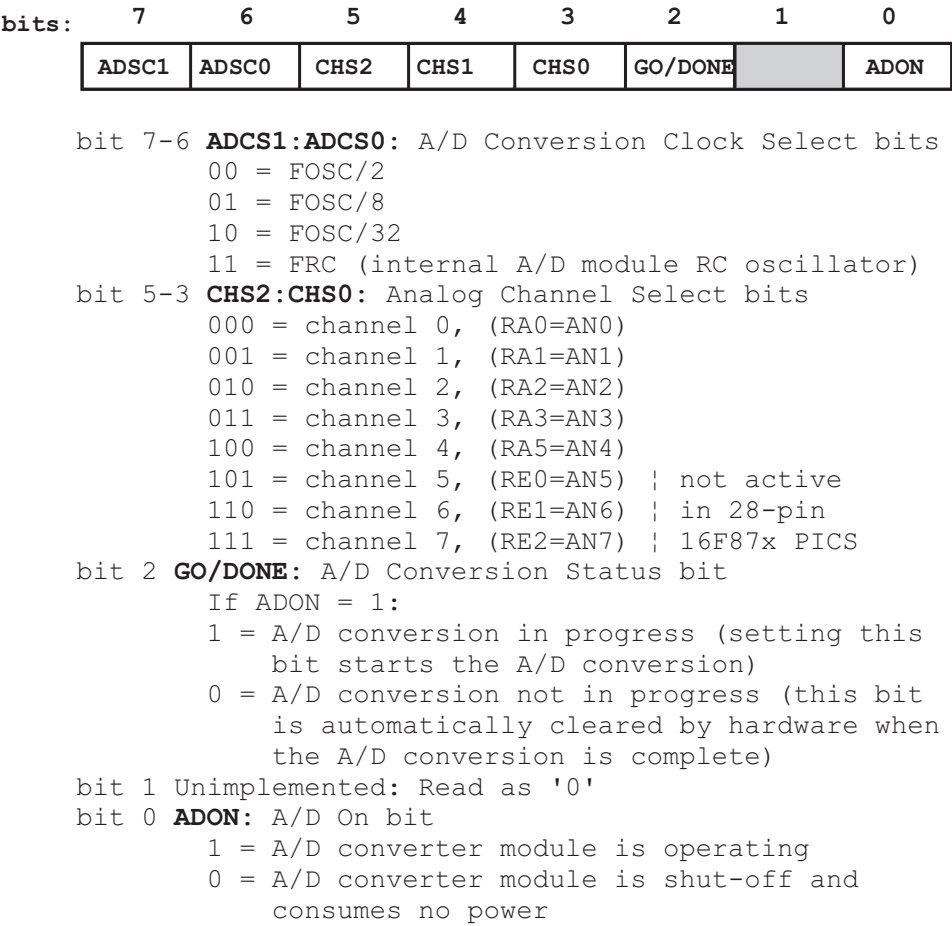 bits: 7 6 5 4 3 2 1 0
ADSC1 ADSC0 CHS2 CHS1 CHS0 GO/DONE ADON
bit 7-6 ADCS1:ADCS0: A/D Conversion Clock Select bits
00 = FOSC/2
01 = FOSC/8
10 = FOSC/32
11 = FRC (internal A/D module RC oscillator)
bit 5-3 CHS2:CHS0: Analog Channel Select bits
000 = channel 0, (RA0=AN0)
001 = channel 1, (RA1=AN1)
010 = channel 2, (RA2=AN2)
011 = channel 3, (RA3=AN3)
100 = channel 4, (RA5=AN4)
101 = channel 5, (RE0=AN5) ¦ not active
110 = channel 6, (RE1=AN6) ¦ in 28-pin
111 = channel 7, (RE2=AN7) ¦ 16F87x PICS
bit 2 GO/DONE: A/D Conversion Status bit
If ADON = 1:
1 = A/D conversion in progress (setting this
bit starts the A/D conversion)
0 = A/D conversion not in progress (this bit
is automatically cleared by hardware when
the A/D conversion is complete)
bit 1 Unimplemented: Read as '0'
bit 0 ADON: A/D On bit
1 = A/D converter module is operating
0 = A/D converter module is shut-off and
consumes no power